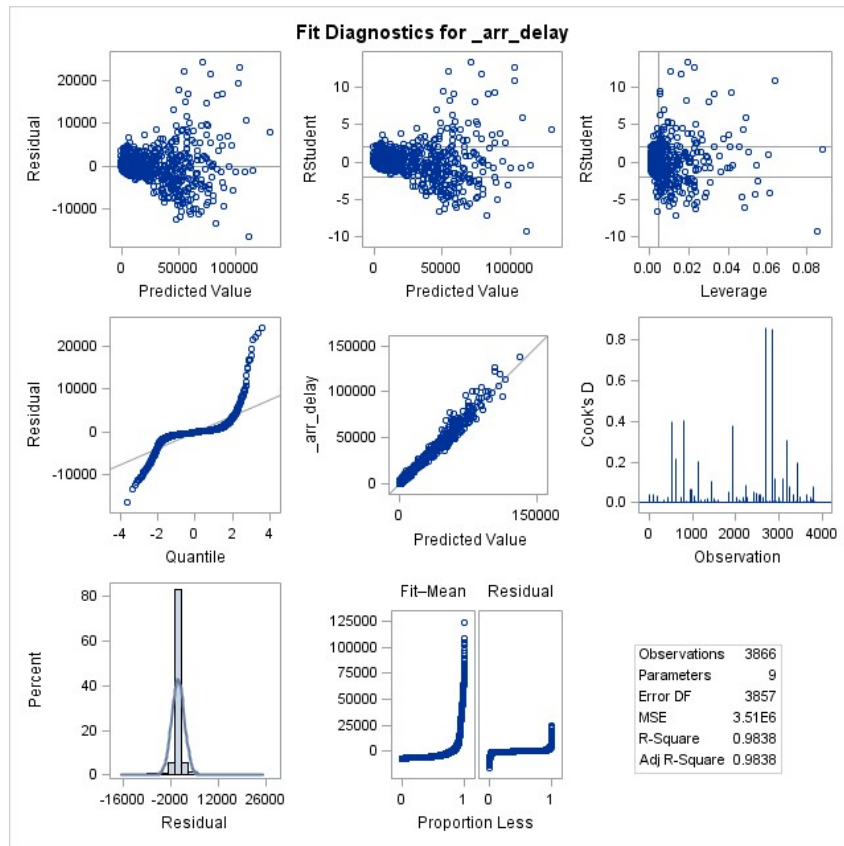 Fit Diagnostics for _arr_delay
Residual
20000
10000
0
-10000
0 50000 100000
Predicted Value
RStudent
10
5
0
-5
-10
0 50000 100000
Predicted Value
RStudent
10
5
0
-5
-10
0.00 0.02 0.04 0.06 0.08
Leverage
Residual
20000
10000
0
-10000
-4 -2 0 2 4
Quantile
_arr_delay
150000
100000
50000
0
0 150000
Predicted Value
Cook's D
0.8
0.6
0.4
0.2
0.0
0 1000 2000 3000 4000
Observation
Percent
80
60
40
20
0
-16000 -2000 12000 26000
Residual
Fit–Mean Residual
125000
100000
75000
50000
25000
0
0 1 0 1
Proportion Less
Observations 3866
Parameters 9
Error DF 3857
MSE 3.51E6
R-Square 0.9838
Adj R-Square 0.9838